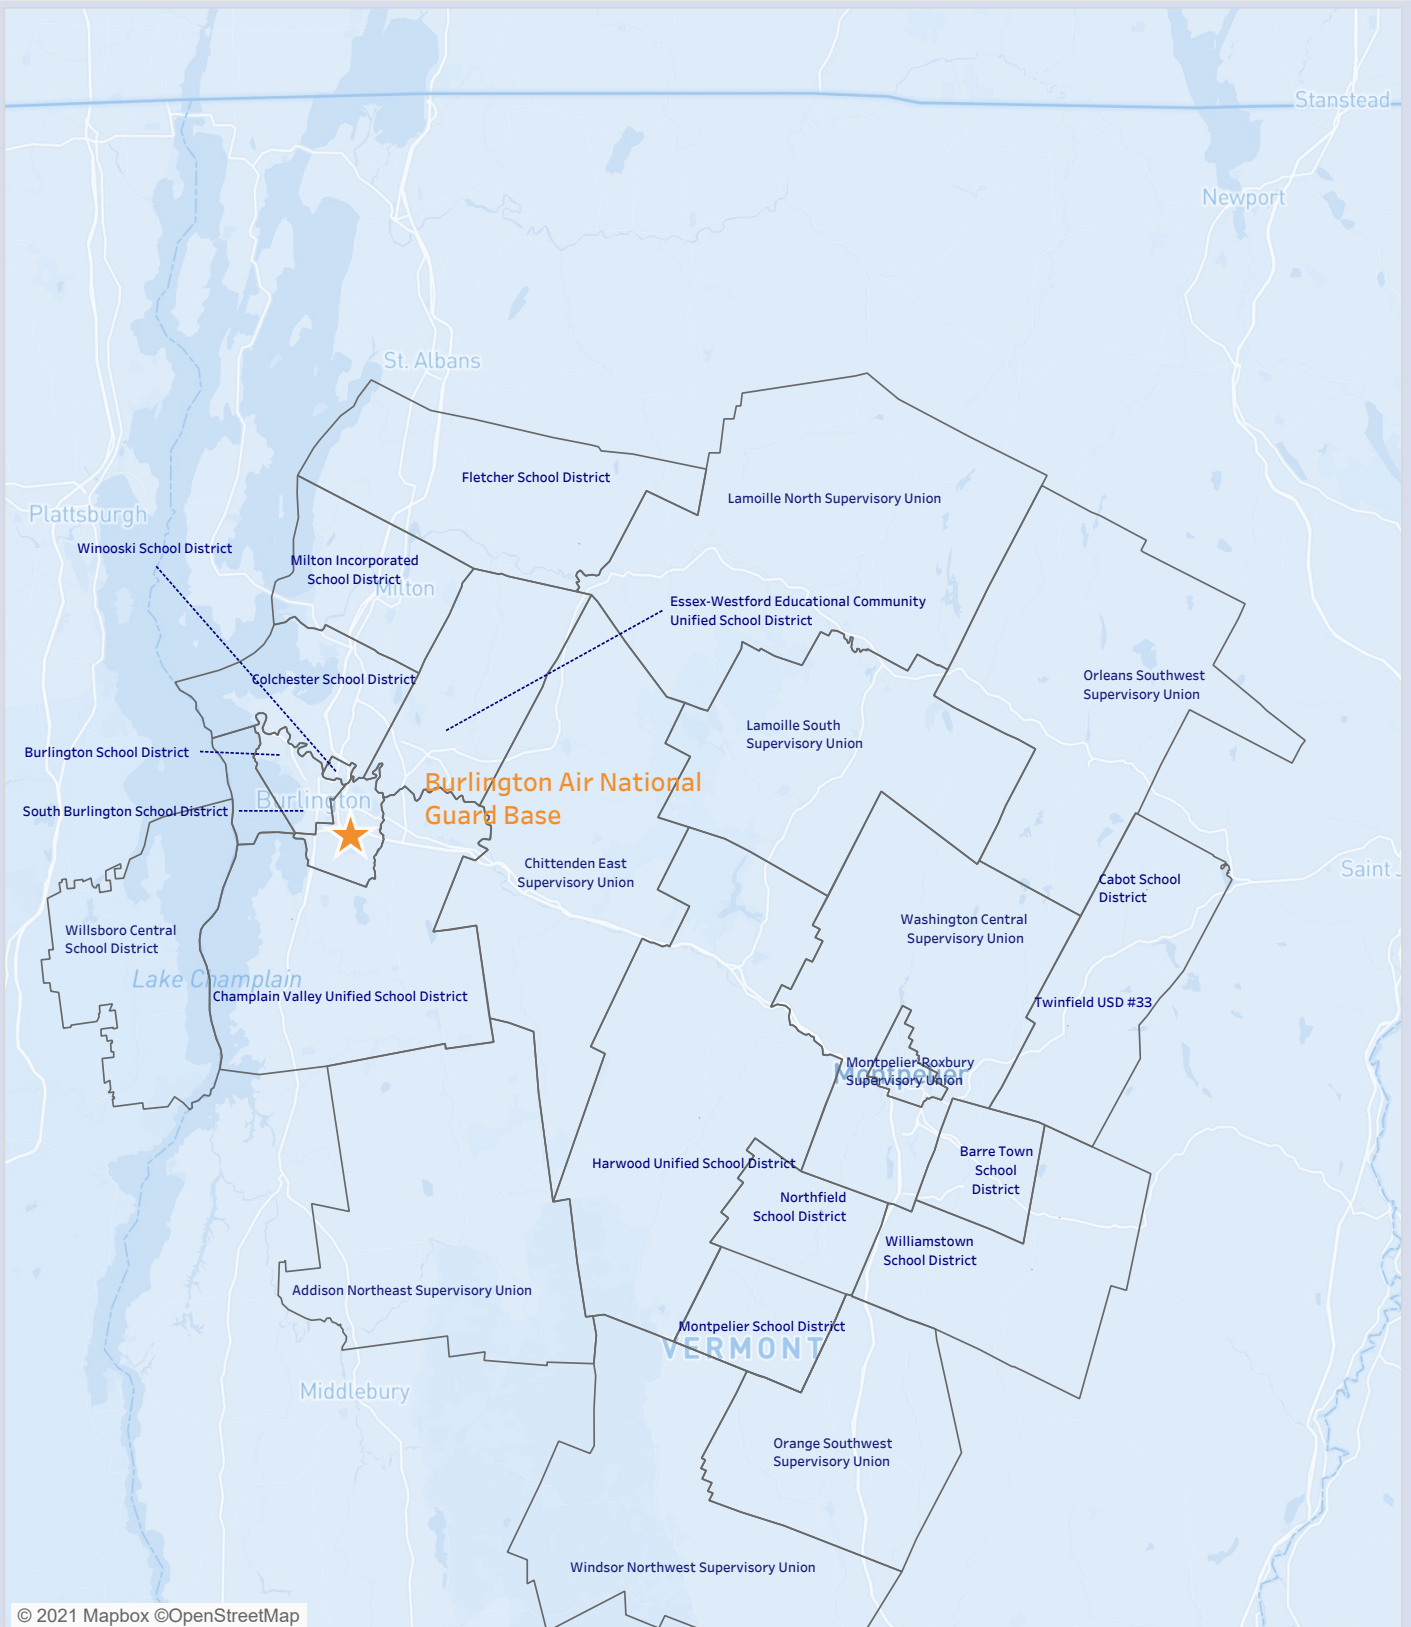 Stanstead
Newport
St. Albans
Fletcher School District
Lamoille North Supervisory Union
Plattsburgh
Winooski School District
Milton Incorporated
School District
Milton
Essex-Westford Educational Community
Unified School District
Colchester School District
Orleans Southwest
Supervisory Union
Lamoille South
Supervisory Union
Burlington School District
Burlington Air National
Guard Base
Burlington
South Burlington School District
Chittenden East
Supervisory Union
Saint J
Cabot School
District
Washington Central
Supervisory Union
Willsboro Central
School District
Lake Champlain
Champlain Valley Unified School District
Twinfield USD #33
Montpelier-Roxbury
Supervisory Union
Montpelier
Barre Town
School
District
Harwood Unified School District
Northfield
School District
Williamstown
School District
Addison Northeast Supervisory Union
Montpelier School District
VERMONT
Middlebury
Orange Southwest
Supervisory Union
Windsor Northwest Supervisory Union
© 2021 Mapbox ©OpenStreetMap